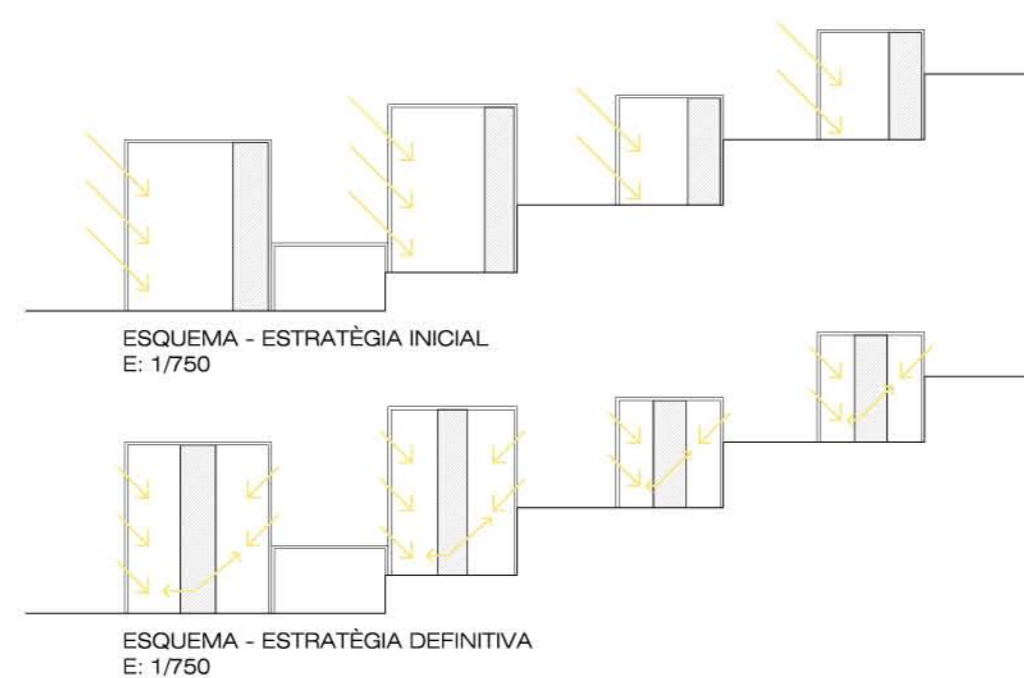 ESQUEMA - ESTRATÈGIA INICIAL
E: 1/750
ESQUEMA - ESTRATÈGIA DEFINITIVA
E: 1/750